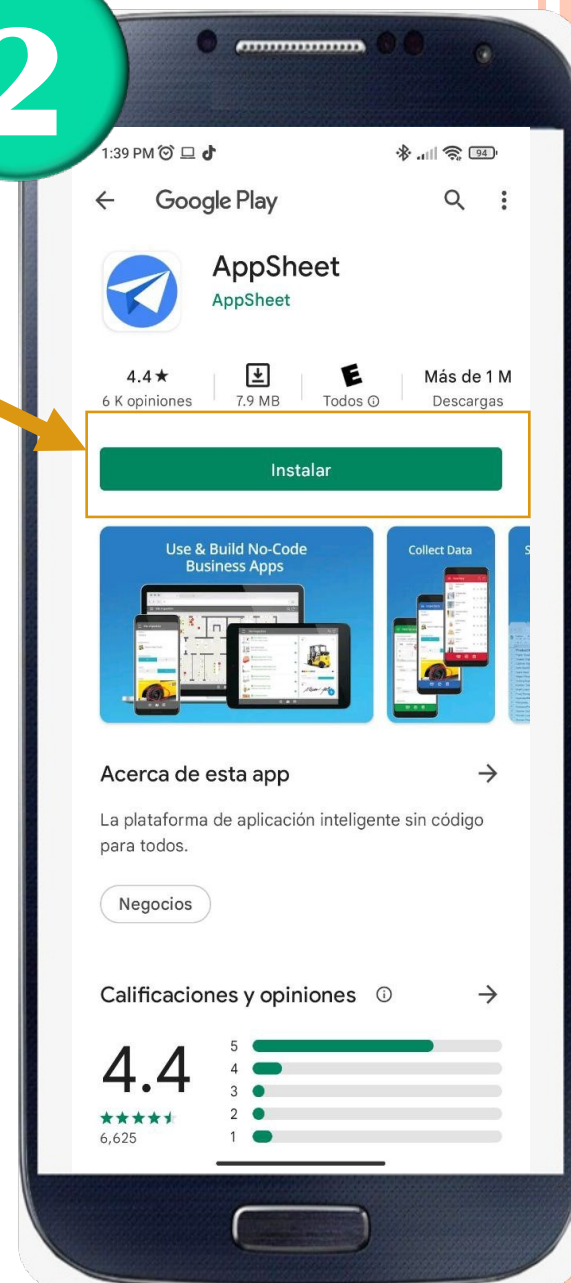 2
1:39 PM
94
Google Play
AppSheet
AppSheet
4.4★
6 K opiniones
7.9 MB
Todos
Más de 1 M
Descargas
Instalar
Use & Build No-Code
Business Apps
Collect Data
S
Acerca de esta app
La plataforma de aplicación inteligente sin código
para todos.
Negocios
Calificaciones y opiniones
4.4
6,625
5
4
3
2
1